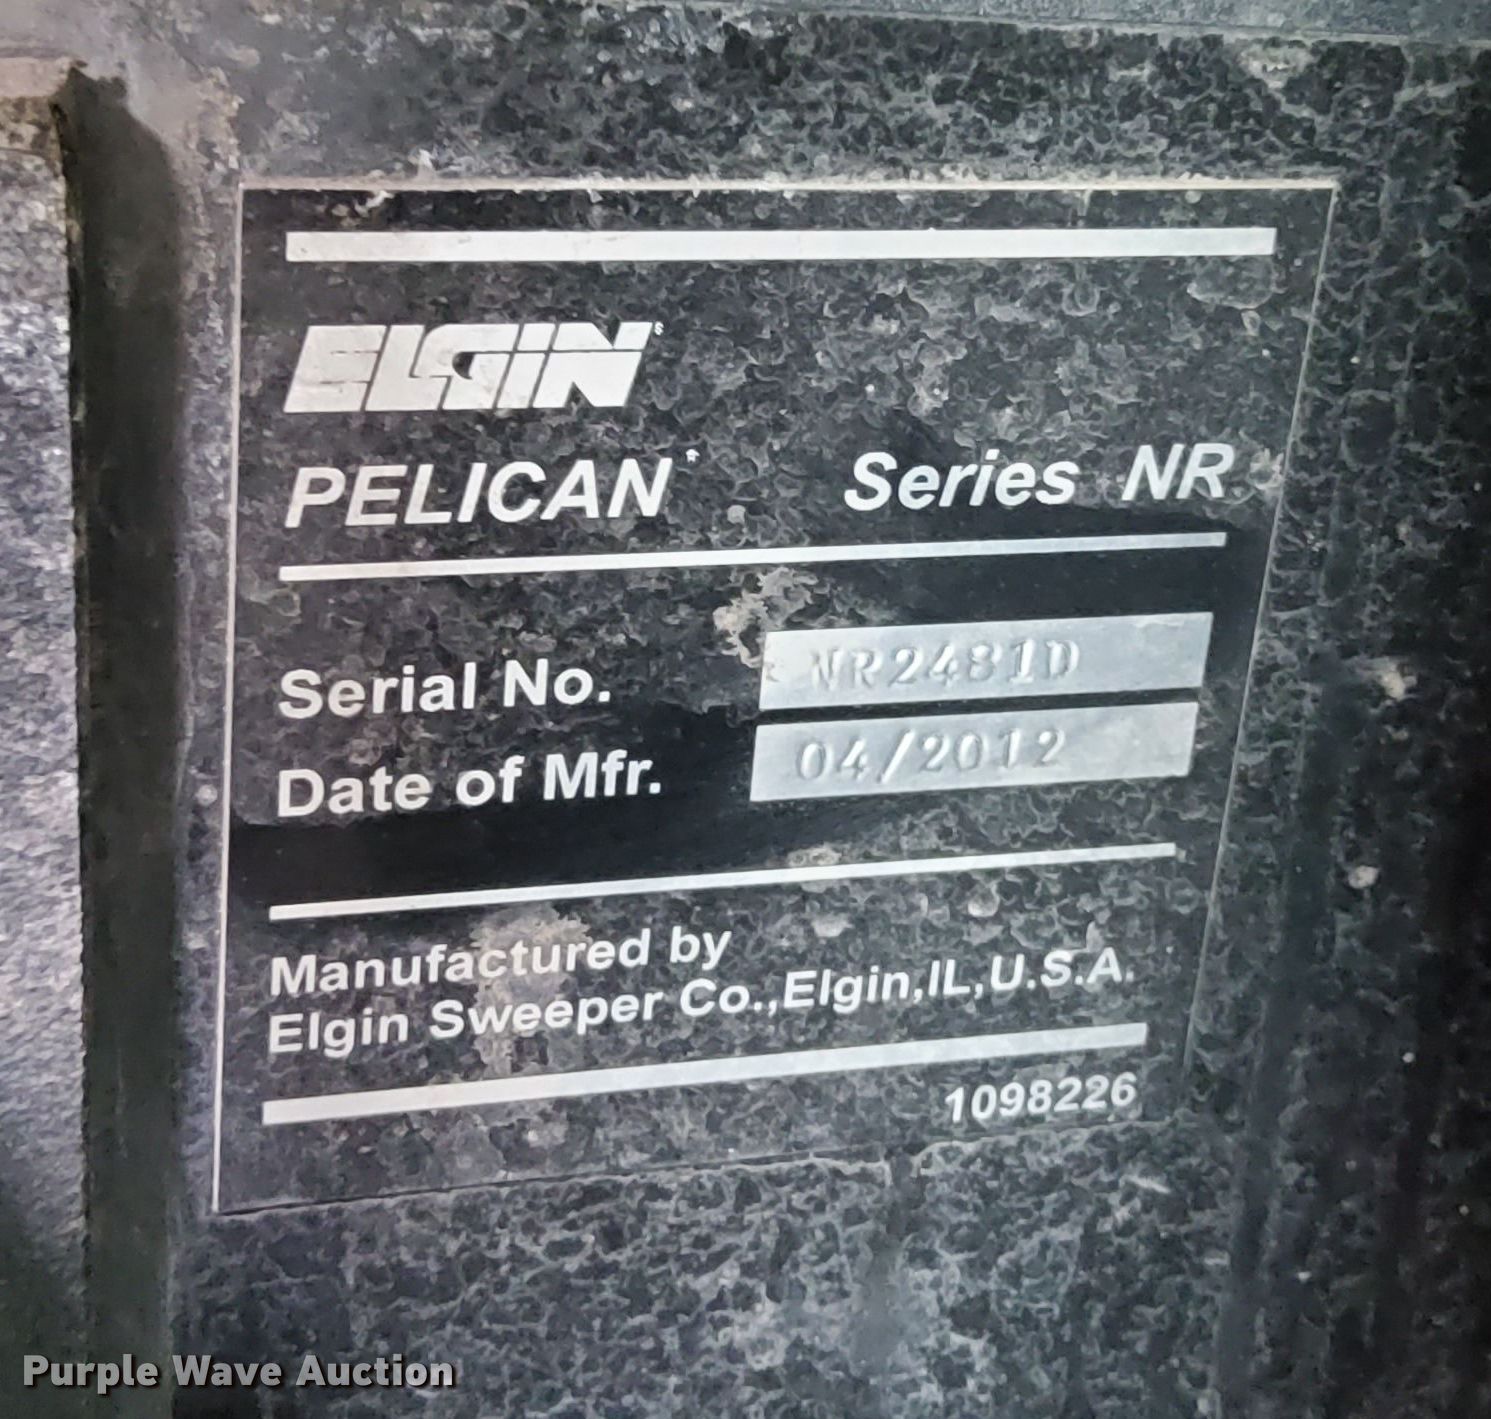 ELGIN
PELICAN Series NR
Serial No. NR2481D
Date of Mfr. 04/2012
Manufactured by
Elgin Sweeper Co.,Elgin,IL,U.S.A.
1098226
Purple Wave Auction